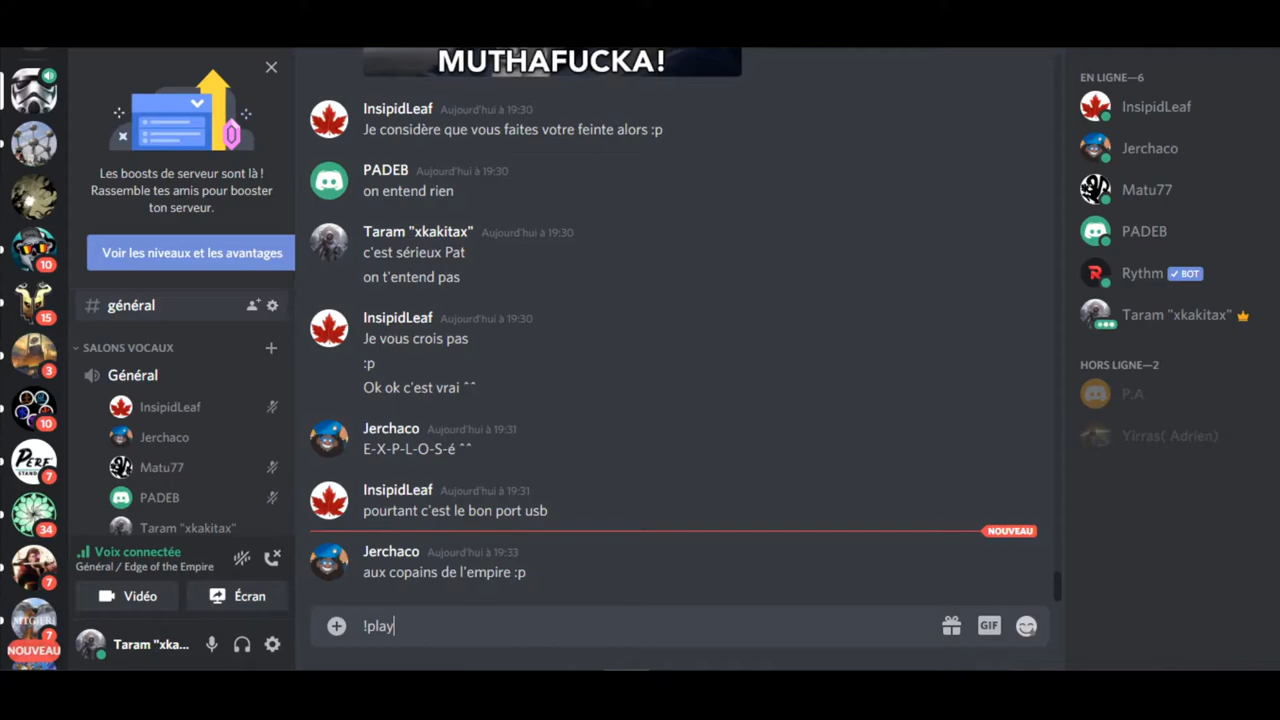 MUTHAFUCKA!
Les boosts de serveur sont là !
Rassemble tes amis pour booster
ton serveur.
Voir les niveaux et les avantages
# général
SALONS VOCAUX
Général
InsipidLeaf
Jerchaco
Matu77
PADEB
Taram "xkakitax"
Voix connectée
Général / Edge of the Empire
Vidéo
Écran
Taram "xka...
10
15
3
10
PERF
STANDA
7
34
7
7
NOUVEAU
InsipidLeaf Aujourd'hui à 19:30
Je considère que vous faites votre feinte alors :p
PADEB Aujourd'hui à 19:30
on entend rien
Taram "xkakitax" Aujourd'hui à 19:30
c'est sérieux Pat
on t'entend pas
InsipidLeaf Aujourd'hui à 19:30
Je vous crois pas
:p
Ok ok c'est vrai ^^
Jerchaco Aujourd'hui à 19:31
E-X-P-L-O-S-é ^^
InsipidLeaf Aujourd'hui à 19:31
pourtant c'est le bon port usb
NOUVEAU
Jerchaco Aujourd'hui à 19:33
aux copains de l'empire :p
!play
GIF
EN LIGNE—6
InsipidLeaf
Jerchaco
Matu77
PADEB
Rythm ✓ BOT
Taram "xkakitax"
HORS LIGNE—2
P.A
Yirras( Adrien)